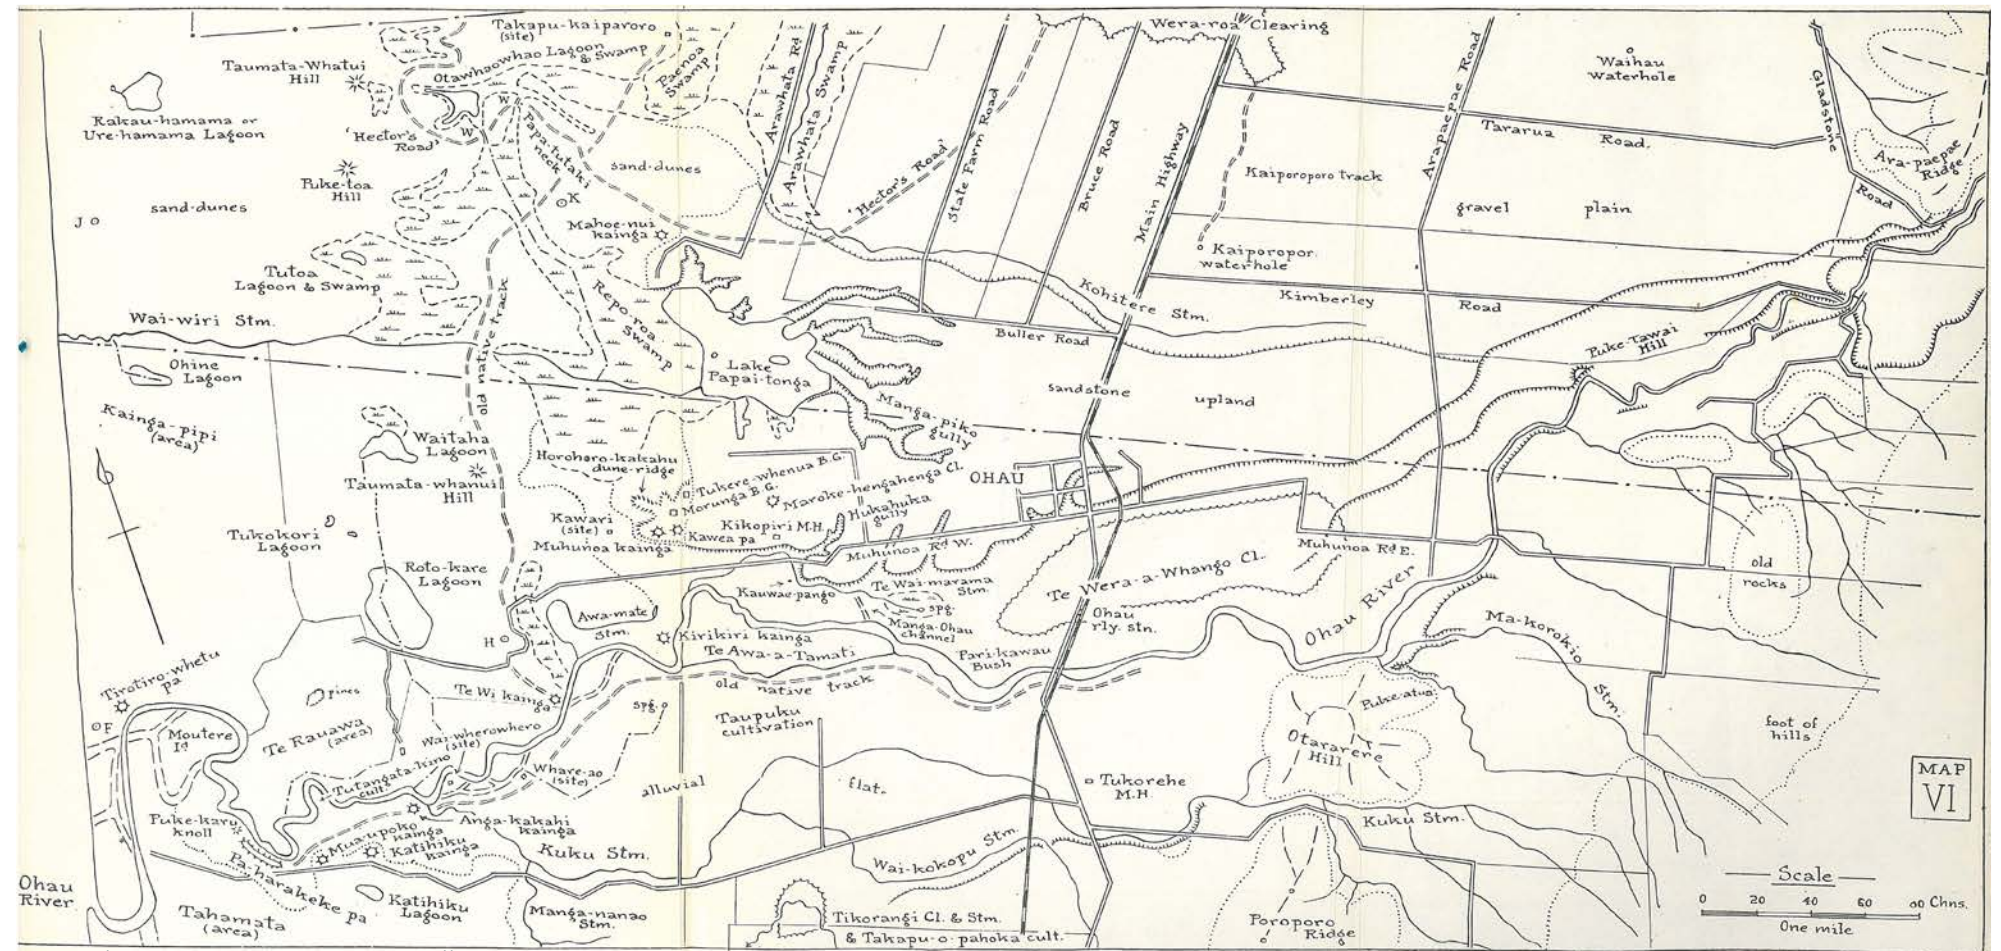 Takapu-kaiparoro
(site)
Otawhaowhao Lagoon
& Swamp
Paenoa
Swamp
Arawhata Rd
Arawhata Swamp
Wera-roa Clearing
Waihau
waterhole
Gladstone
Road
Taumata-Whatui
Hill
Rakau-hamama or
Ure-hamama Lagoon
'Hector's
Road'
W
W
Papa-tutaki
neck
sand-dunes
'Hector's Road'
State Farm Road
Bruce Road
Main Highway
Arapaepae Road
Tararua Road.
Ara-paepae
Ridge
Puke-toa
Hill
sand-dunes
J
K
Mahoe-nui
kainga
Kaiporoporo track
gravel plain
Kaiporopor.
waterhole
Tutoa
Lagoon & Swamp
old native track
Repo-roa
Swamp
Kohitere Stm.
Kimberley Road
Wai-wiri Stm.
Buller Road
Puke-tawai
Hill
Ohine
Lagoon
Lake
Papai-tonga
sandstone upland
Kainga-pipi
(area)
Manga-piko
gully
Waitaha
Lagoon
Horohoro-kakahu
dune-ridge
Taumata-whanui
Hill
Tukere-whenua B.G.
Morunga B.G.
Maroke-hengahenga Cl.
Hukahuka
gully
OHAU
Kawari
(site)
Kikopiri M.H.
Kawea pa
Tukokori
Lagoon
Muhunoa kainga
Muhunoa Rd W.
Muhunoa Rd E.
old
rocks
Roto-kare
Lagoon
Kauwae-pango
Te Wai-marama
Stm.
spg.
Manga-Ohau
channel
Te Wera-a-Whango Cl.
Ohau
rly. stn.
Ohau River
Ma-korokio
Stm.
H
Awa-mate
Stm.
Kirikiri kainga
Te Awa-a-Tamati
Pari-kawau
Bush
old native track
Tirotiro-whetu
pa
pines
Te Wi kainga
spg.
Puke-atua
F
Moutere
Id
Te Rauawa
(area)
Wai-wherowhero
(site)
Taupuku
cultivation
Otararere
Hill
foot of
hills
Tutangata-kino
cult.
Whare-ao
(site)
alluvial flat.
Tukorehe
M.H.
MAP
VI
Puke-karu
knoll
Mua-upoko
kainga
Katihiku
kainga
Anga-kakahi
kainga
Kuku Stm.
Wai-kokopu Stm.
Kuku Stm.
Pa-harakeke pa
Ohau
River
Tahamata
(area)
Katihiku
Lagoon
Manga-nanao
Stm.
Tikorangi Cl. & Stm.
& Takapu-o-pahoka cult.
Poroporo
Ridge
Scale
0 20 40 60 80 Chns.
One mile